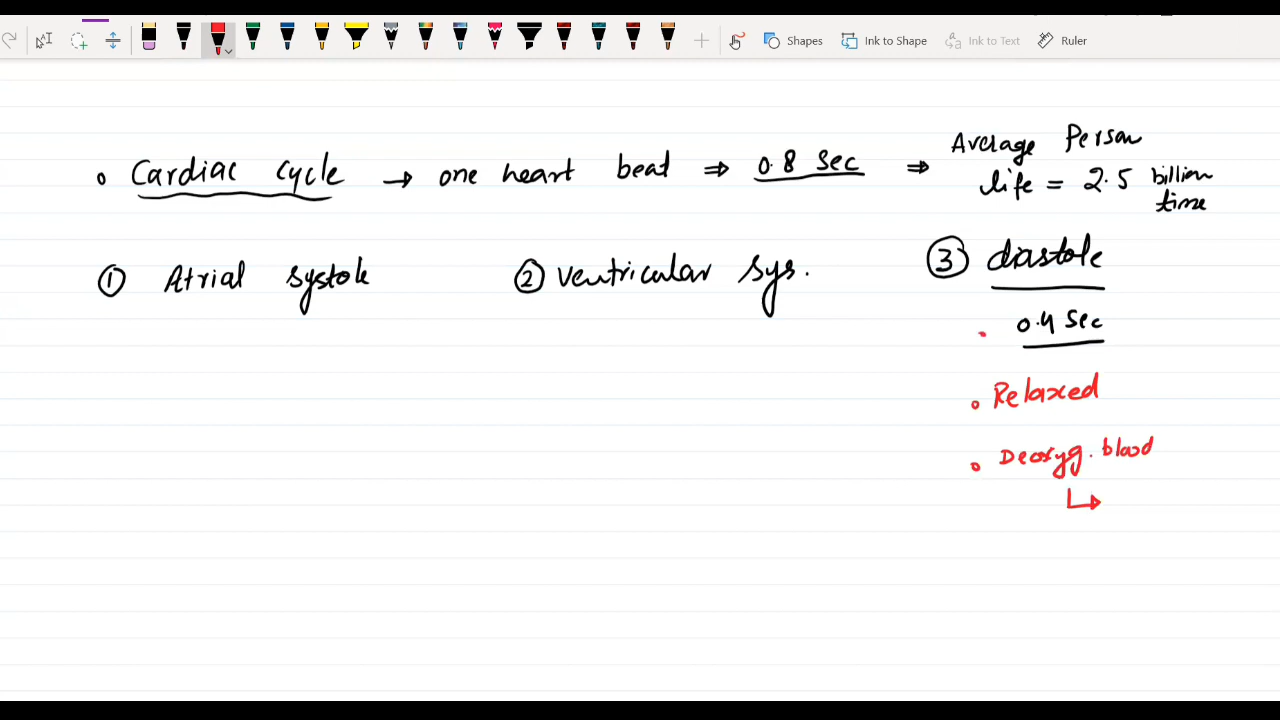 Shapes Ink to Shape Ink to Text Ruler
• Cardiac cycle → one heart beat ⇒ 0.8 sec ⇒ Average Person
life = 2.5 billion
time
① Atrial systole ② ventricular sys. ③ diastole
• 0.4 sec
• Relaxed
• Deoxyg. blood
↳